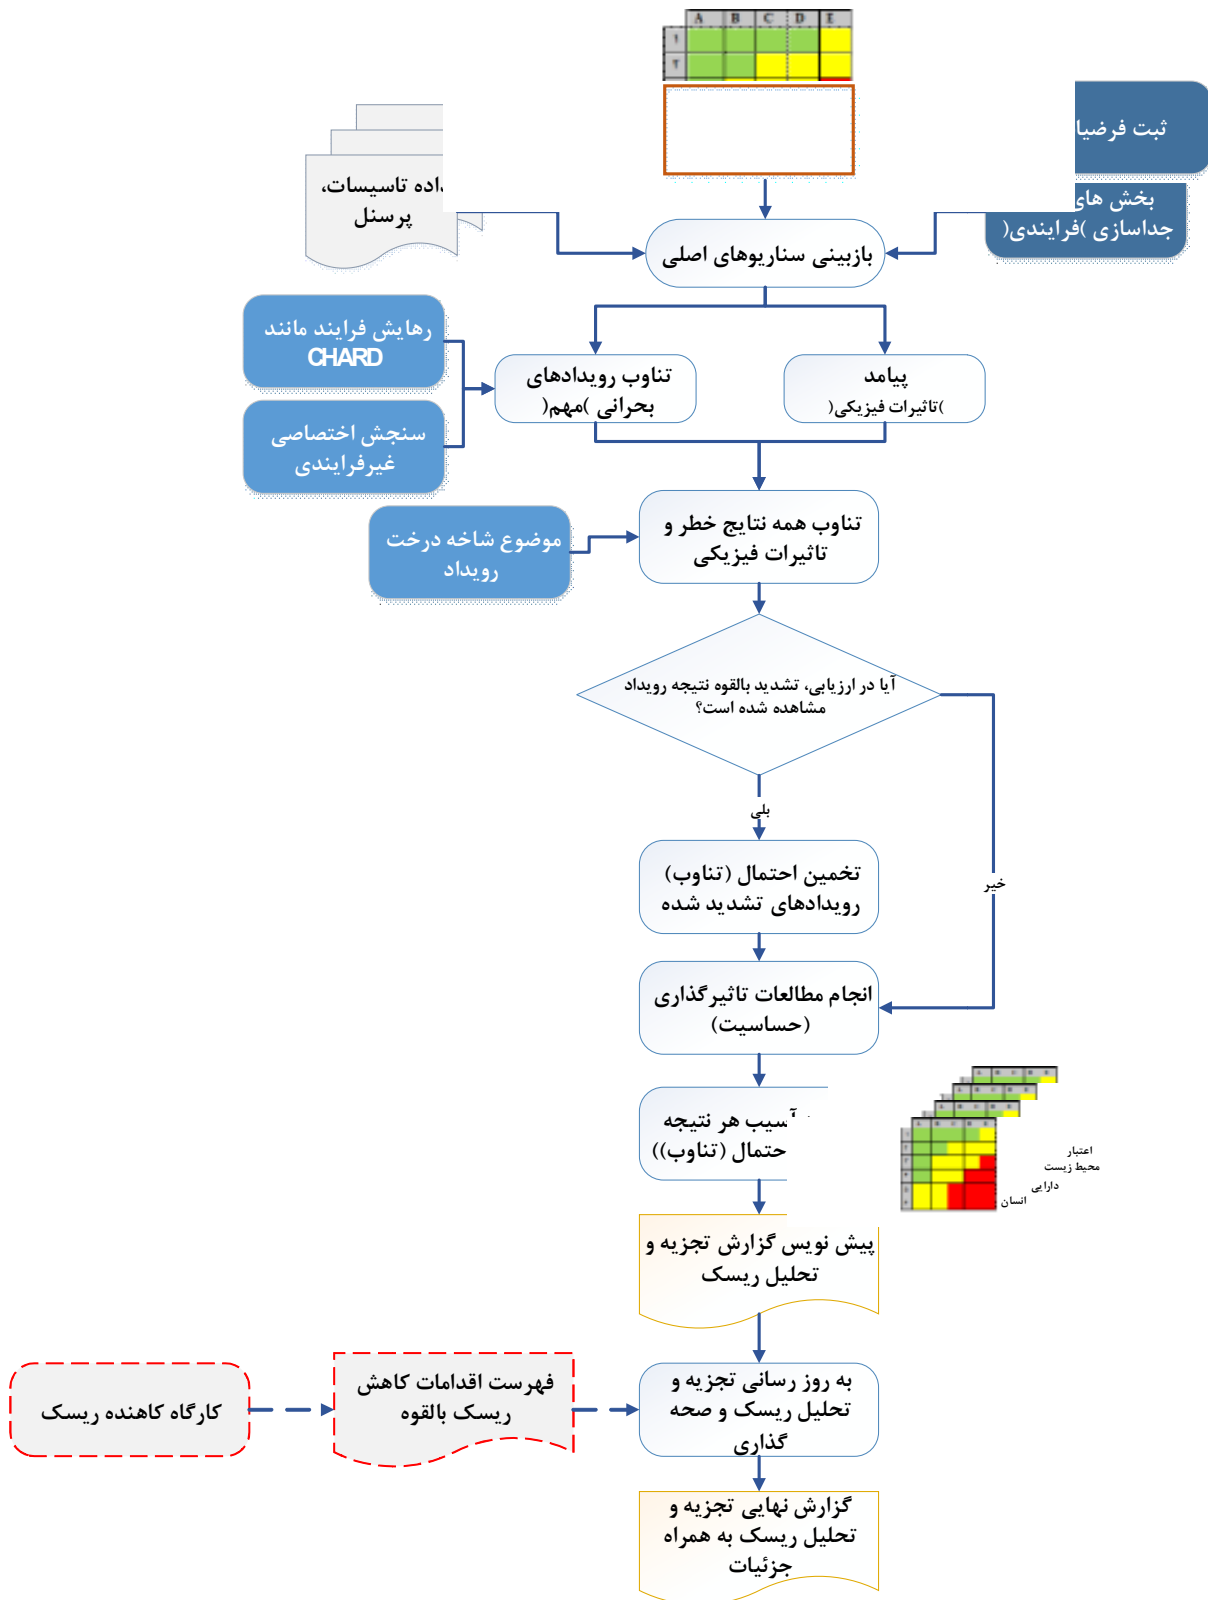 A B C D E
ثبت فرضیا
داده تاسیسات،
پرسنل
بخش های
جداسازی )فرایندی(
بازبینی سناریوهای اصلی
رهایش فرایند مانند
CHARD
تناوب رویدادهای
بحرانی )مهم(
پیامد
)تاثیرات فیزیکی(
سنجش اختصاصی
غیرفرایندی
تناوب همه نتایج خطر و
تاثیرات فیزیکی
موضوع شاخه درخت
رویداد
آیا در ارزیابی، تشدید بالقوه نتیجه رویداد
مشاهده شده است؟
بلی
خیر
تخمین احتمال (تناوب)
رویدادهای تشدید شده
انجام مطالعات تاثیرگذاری
(حساسیت)
آسیب هر نتیجه
حتمال (تناوب))
اعتبار
محیط زیست
دارایی
انسان
پیش نویس گزارش تجزیه و
تحلیل ریسک
به روز رسانی تجزیه و
تحلیل ریسک و صحه
گذاری
فهرست اقدامات کاهش
ریسک بالقوه
کارگاه کاهنده ریسک
گزارش نهایی تجزیه و
تحلیل ریسک به همراه
جزئیات